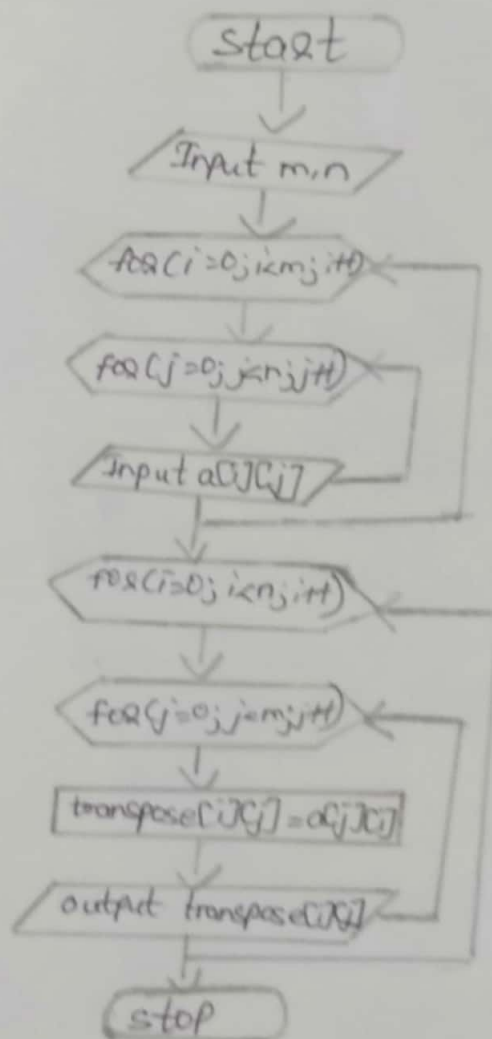 start
Input m,n
for(i=0;i<m;i++)
for(j=0;j<n;j++)
Input a[i][j]
for(i=0;i<n;i++)
for(j=0;j=m;j++)
transpose[i][j]=a[j][i]
output transpose[i][j]
stop